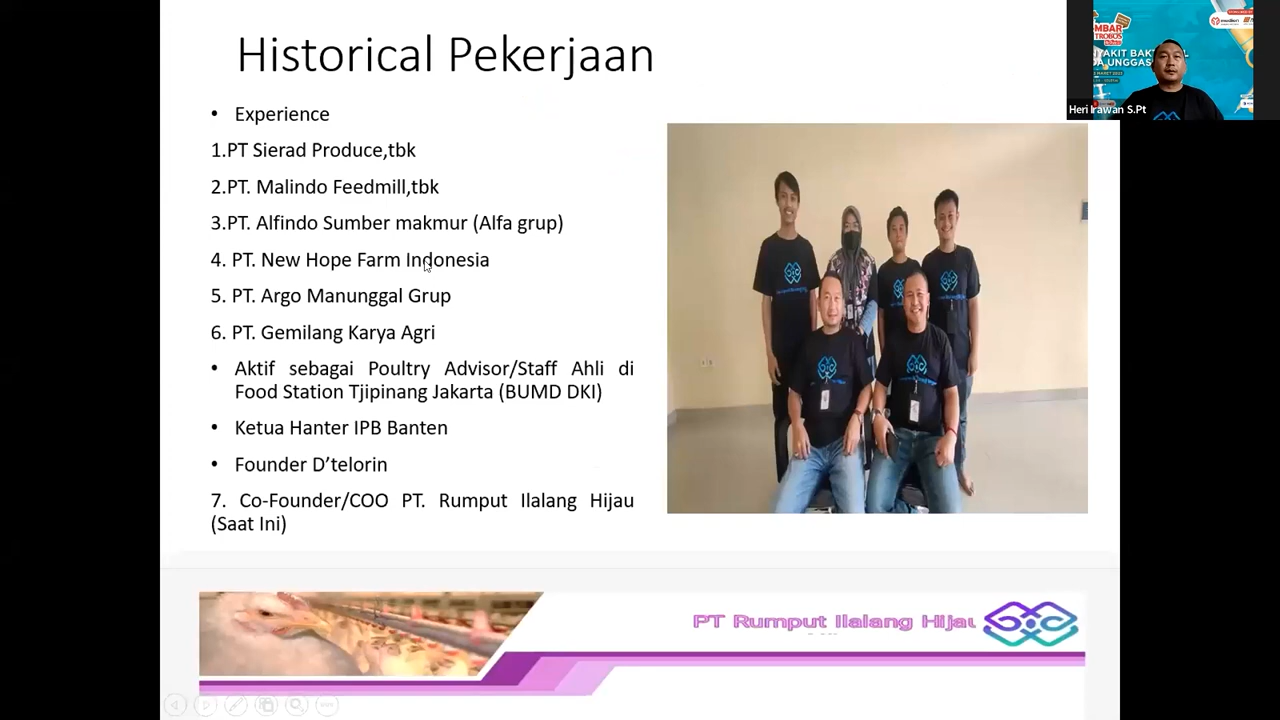 Historical Pekerjaan
• Experience
1.PT Sierad Produce,tbk
2.PT. Malindo Feedmill,tbk
3.PT. Alfindo Sumber makmur (Alfa grup)
4. PT. New Hope Farm Indonesia
5. PT. Argo Manunggal Grup
6. PT. Gemilang Karya Agri
• Aktif sebagai Poultry Advisor/Staff Ahli di
Food Station Tjipinang Jakarta (BUMD DKI)
• Ketua Hanter IPB Banten
• Founder D’telorin
7. Co-Founder/COO PT. Rumput Ilalang Hijau
(Saat Ini)
PT Rumput Ilalang Hijau
Heri Irawan S.Pt